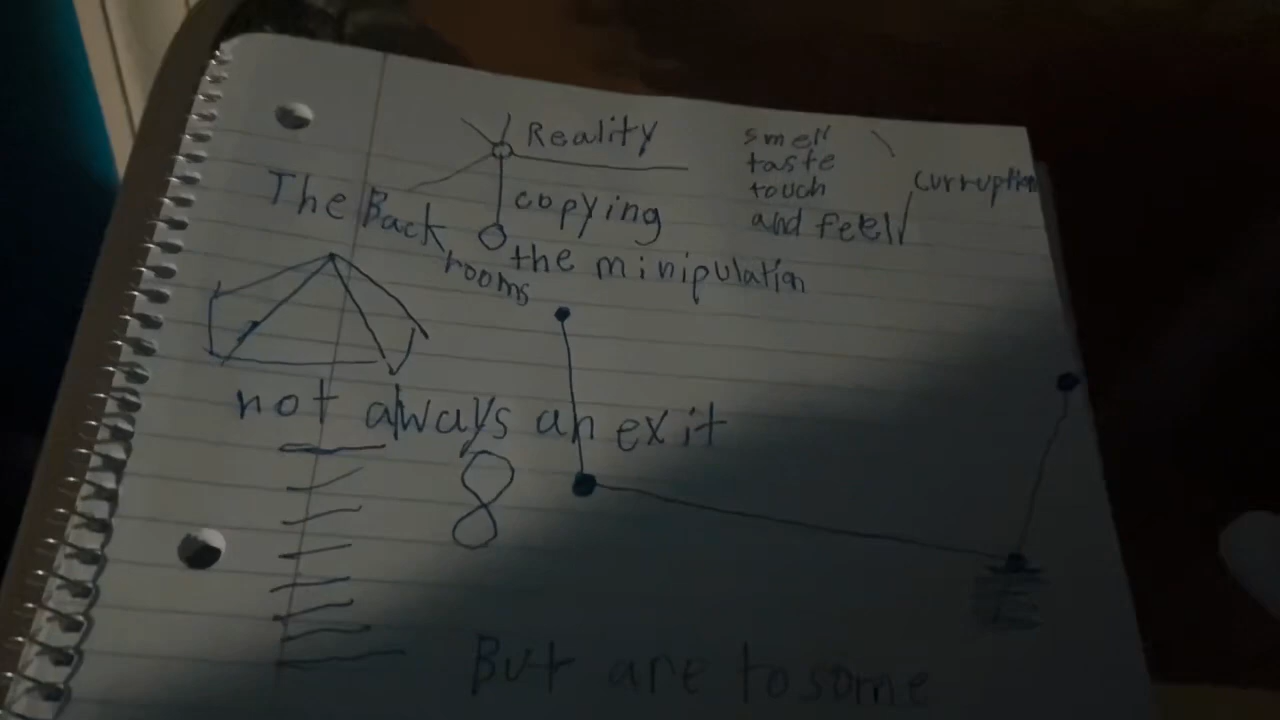 Reality
smell
taste
touch
and feel
curruption
The Back rooms
copying
the minipulation
not always an exit
8
But are to some